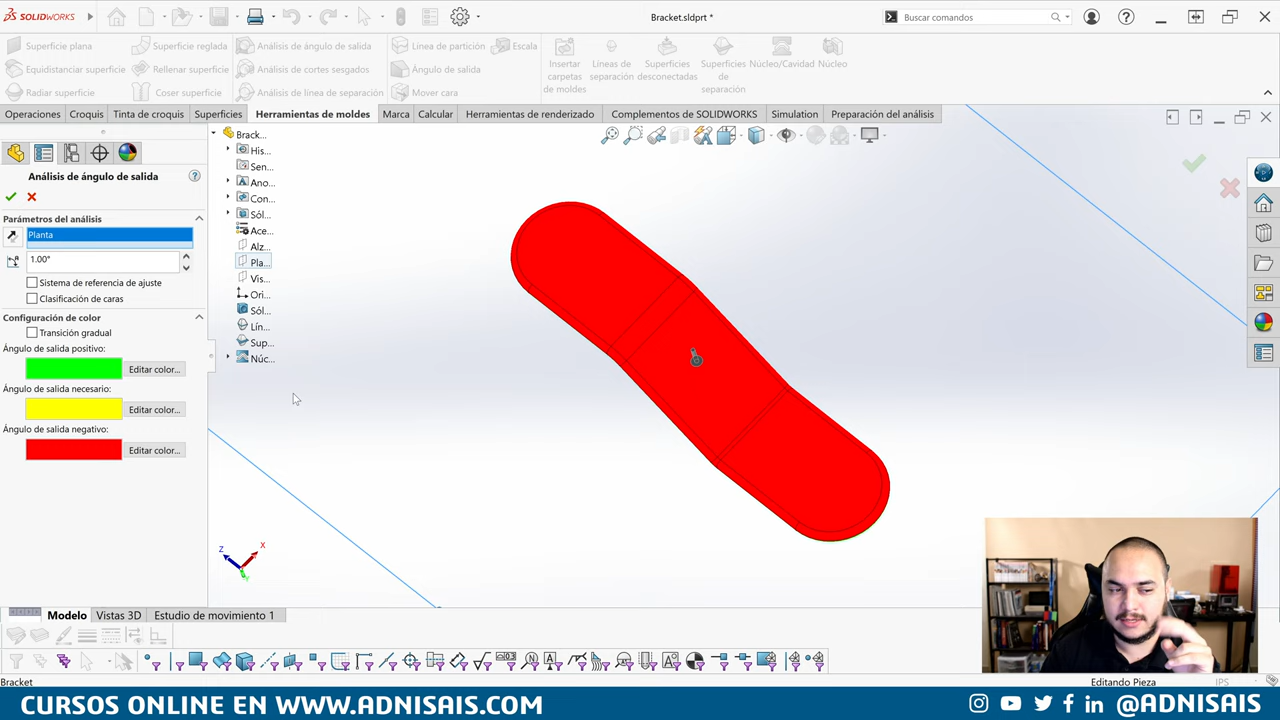 SOLIDWORKS
Bracket.sldprt *
Buscar comandos
Superficie plana
Superficie reglada
Análisis de ángulo de salida
Línea de partición
Escala
Equidistanciar superficie
Rellenar superficie
Análisis de cortes sesgados
Ángulo de salida
Radiar superficie
Coser superficie
Análisis de línea de separación
Mover cara
Insertar carpetas de moldes
Líneas de separación
Superficies desconectadas
Superficies de separación
Núcleo/Cavidad
Núcleo
Operaciones
Croquis
Tinta de croquis
Superficies
Herramientas de moldes
Marca
Calcular
Herramientas de renderizado
Complementos de SOLIDWORKS
Simulation
Preparación del análisis
Análisis de ángulo de salida
Parámetros del análisis
Planta
1.00°
Sistema de referencia de ajuste
Clasificación de caras
Configuración de color
Transición gradual
Ángulo de salida positivo:
Editar color...
Ángulo de salida necesario:
Editar color...
Ángulo de salida negativo:
Editar color...
Brack...
His...
Sen...
Ano...
Con...
Sól...
Ace...
Alz...
Pla...
Vis...
Ori...
Sól...
Lín...
Sup...
Núc...
Z
X
Y
Modelo
Vistas 3D
Estudio de movimiento 1
Bracket
Editando Pieza
IPS
CURSOS ONLINE EN WWW.ADNISAIS.COM
@ADNISAIS